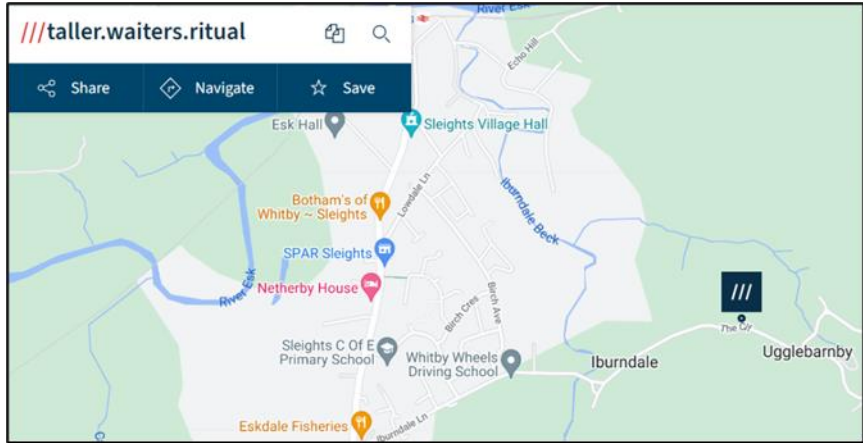 ///taller.waiters.ritual
Share
Navigate
Save
River Esk
Echo Hill
Esk Hall
Sleights Village Hall
Botham's of
Whitby ~ Sleights
Lowdale Ln
Iburndale Beck
SPAR Sleights
River Esk
Netherby House
Birch Ave
Birch Cres
///
The
Sleights C Of E
Primary School
Whitby Wheels
Driving School
Iburndale
Ugglebarnby
Eskdale Fisheries
Iburndale Ln